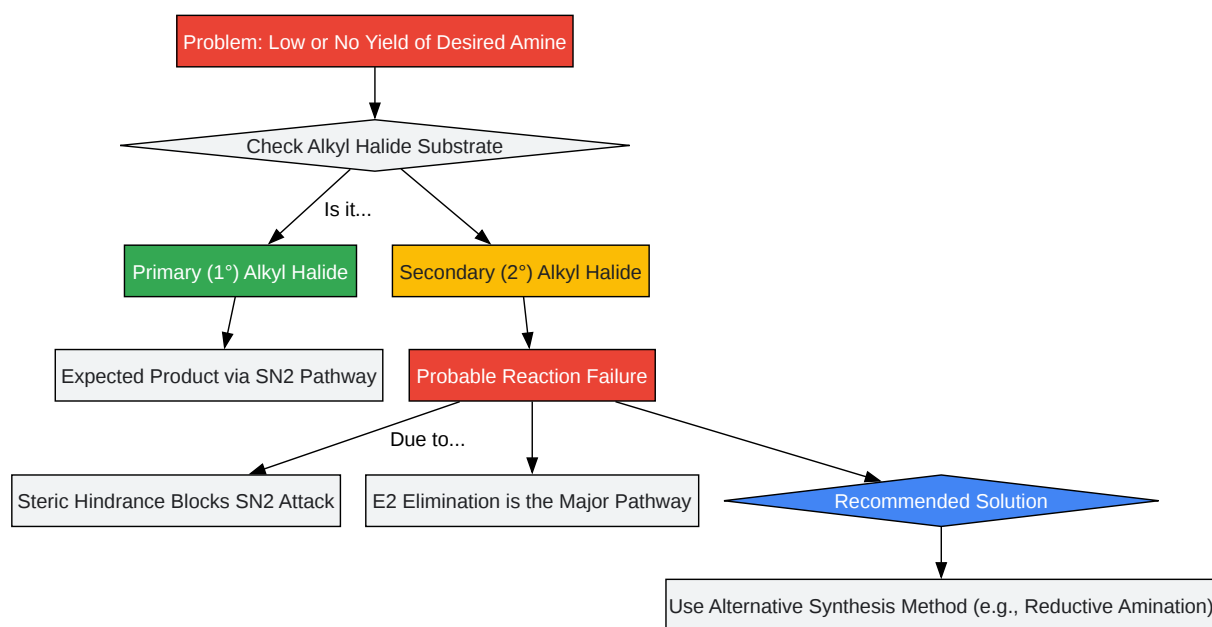 Problem: Low or No Yield of Desired Amine
Check Alkyl Halide Substrate
Is it...
Primary (1°) Alkyl Halide
Secondary (2°) Alkyl Halide
Expected Product via SN2 Pathway
Probable Reaction Failure
Due to...
Steric Hindrance Blocks SN2 Attack
E2 Elimination is the Major Pathway
Recommended Solution
Use Alternative Synthesis Method (e.g., Reductive Amination)